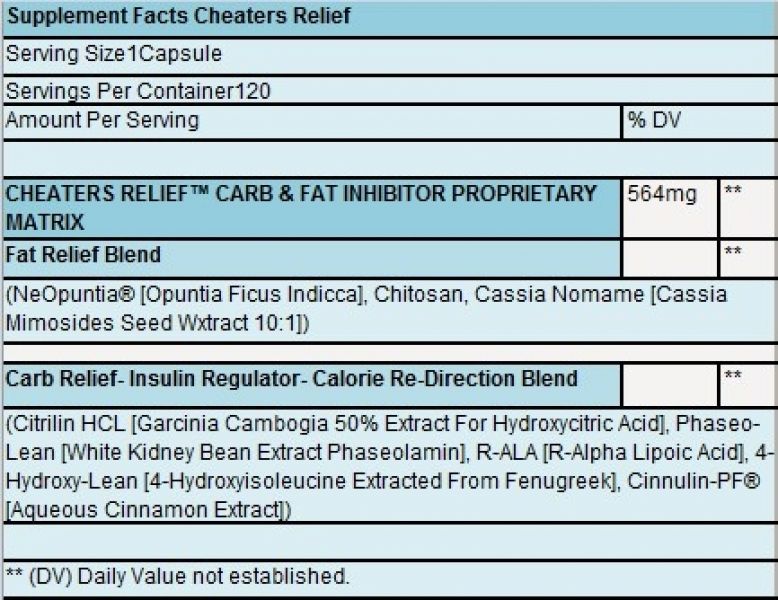 Supplement Facts Cheaters Relief
Serving Size1Capsule
Servings Per Container120
Amount Per Serving % DV
CHEATERS RELIEF™ CARB & FAT INHIBITOR PROPRIETARY 564mg **
MATRIX
Fat Relief Blend **
(NeOpuntia® [Opuntia Ficus Indicca], Chitosan, Cassia Nomame [Cassia
Mimosides Seed Wxtract 10:1])
Carb Relief- Insulin Regulator- Calorie Re-Direction Blend **
(Citrilin HCL [Garcinia Cambogia 50% Extract For Hydroxycitric Acid], Phaseo-
Lean [White Kidney Bean Extract Phaseolamin], R-ALA [R-Alpha Lipoic Acid], 4-
Hydroxy-Lean [4-Hydroxyisoleucine Extracted From Fenugreek], Cinnulin-PF®
[Aqueous Cinnamon Extract])
** (DV) Daily Value not established.